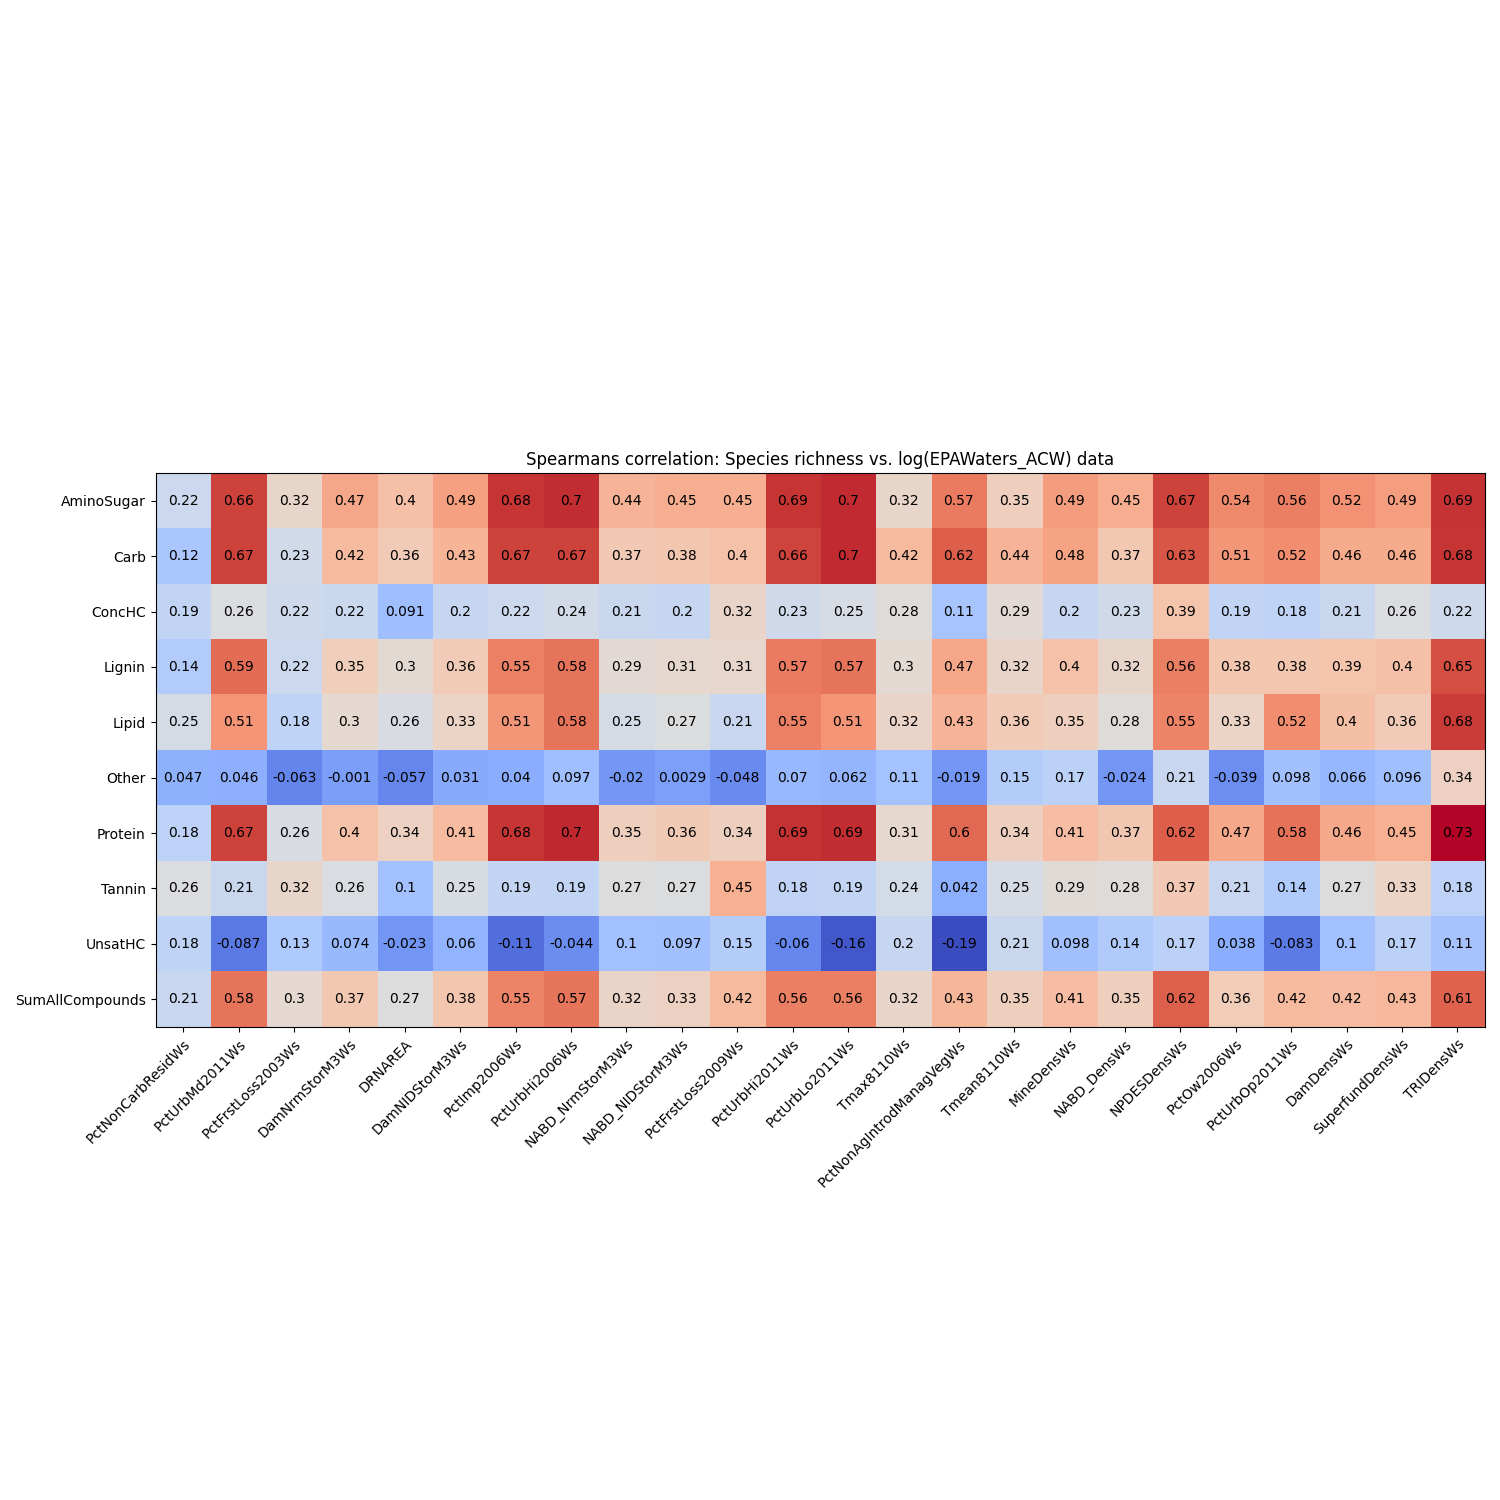 Spearmans correlation: Species richness vs. log(EPAWaters_ACW) data
AminoSugar 0.22 0.66 0.32 0.47 0.4 0.49 0.68 0.7 0.44 0.45 0.45 0.69 0.7 0.32 0.57 0.35 0.49 0.45 0.67 0.54 0.56 0.52 0.49 0.69
Carb 0.12 0.67 0.23 0.42 0.36 0.43 0.67 0.67 0.37 0.38 0.4 0.66 0.7 0.42 0.62 0.44 0.48 0.37 0.63 0.51 0.52 0.46 0.46 0.68
ConcHC 0.19 0.26 0.22 0.22 0.091 0.2 0.22 0.24 0.21 0.2 0.32 0.23 0.25 0.28 0.11 0.29 0.2 0.23 0.39 0.19 0.18 0.21 0.26 0.22
Lignin 0.14 0.59 0.22 0.35 0.3 0.36 0.55 0.58 0.29 0.31 0.31 0.57 0.57 0.3 0.47 0.32 0.4 0.32 0.56 0.38 0.38 0.39 0.4 0.65
Lipid 0.25 0.51 0.18 0.3 0.26 0.33 0.51 0.58 0.25 0.27 0.21 0.55 0.51 0.32 0.43 0.36 0.35 0.28 0.55 0.33 0.52 0.4 0.36 0.68
Other 0.047 0.046 -0.063 -0.001 -0.057 0.031 0.04 0.097 -0.02 0.0029 -0.048 0.07 0.062 0.11 -0.019 0.15 0.17 -0.024 0.21 -0.039 0.098 0.066 0.096 0.34
Protein 0.18 0.67 0.26 0.4 0.34 0.41 0.68 0.7 0.35 0.36 0.34 0.69 0.69 0.31 0.6 0.34 0.41 0.37 0.62 0.47 0.58 0.46 0.45 0.73
Tannin 0.26 0.21 0.32 0.26 0.1 0.25 0.19 0.19 0.27 0.27 0.45 0.18 0.19 0.24 0.042 0.25 0.29 0.28 0.37 0.21 0.14 0.27 0.33 0.18
UnsatHC 0.18 -0.087 0.13 0.074 -0.023 0.06 -0.11 -0.044 0.1 0.097 0.15 -0.06 -0.16 0.2 -0.19 0.21 0.098 0.14 0.17 0.038 -0.083 0.1 0.17 0.11
SumAllCompounds 0.21 0.58 0.3 0.37 0.27 0.38 0.55 0.57 0.32 0.33 0.42 0.56 0.56 0.32 0.43 0.35 0.41 0.35 0.62 0.36 0.42 0.42 0.43 0.61
PctNonCarbResidWs
PctUrbMd2011Ws
PctFrstLoss2003Ws
DamNrmStorM3Ws
DRNAREA
DamNIDStorM3Ws
PctImp2006Ws
PctUrbHi2006Ws
NABD_NrmStorM3Ws
NABD_NIDStorM3Ws
PctFrstLoss2009Ws
PctUrbHi2011Ws
PctUrbLo2011Ws
Tmax8110Ws
PctNonAgIntrodManagVegWs
Tmean8110Ws
MineDensWs
NABD_DensWs
NPDESDensWs
PctOw2006Ws
PctUrbOp2011Ws
DamDensWs
SuperfundDensWs
TRIDensWs